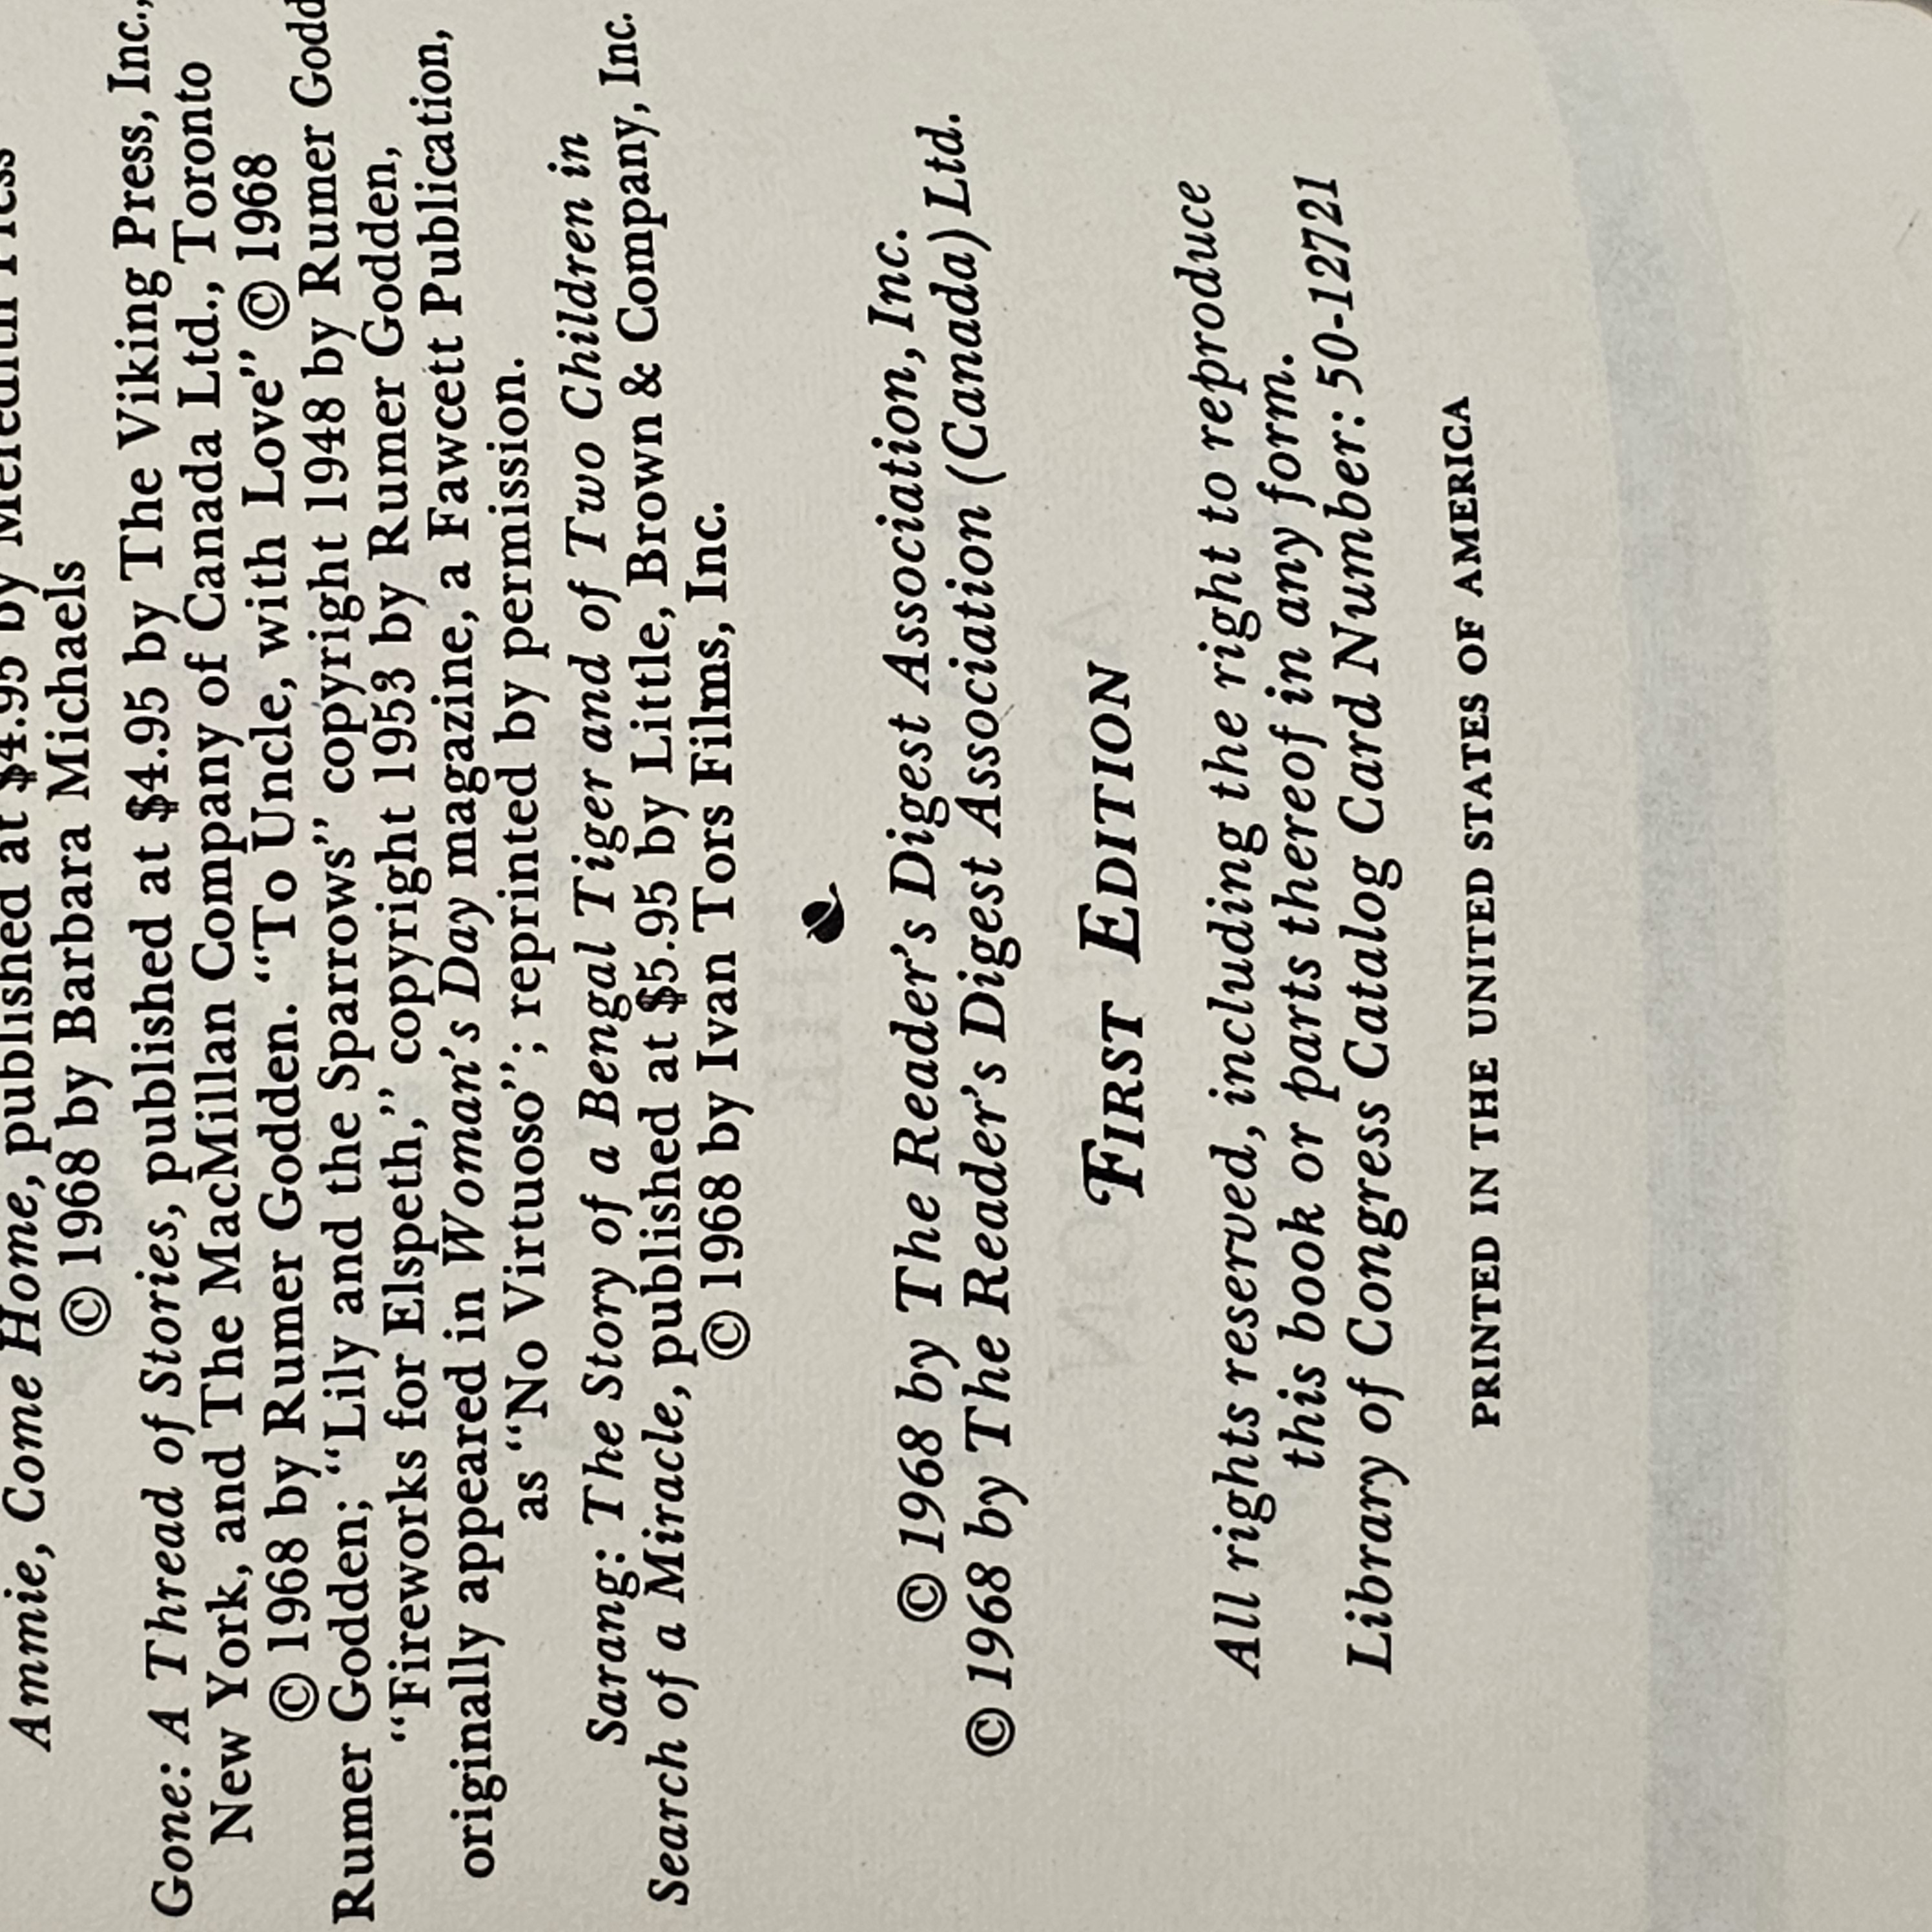 Ammie, Come Home, published at $4.95 by Meredith Press
© 1968 by Barbara Michaels
Gone: A Thread of Stories, published at $4.95 by The Viking Press, Inc.,
New York, and The MacMillan Company of Canada Ltd., Toronto
© 1968 by Rumer Godden. “To Uncle, with Love” © 1968
Rumer Godden; “Lily and the Sparrows” copyright 1948 by Rumer Godd
“Fireworks for Elspeth,” copyright 1953 by Rumer Godden,
originally appeared in Woman’s Day magazine, a Fawcett Publication,
as “No Virtuoso”; reprinted by permission.
Sarang: The Story of a Bengal Tiger and of Two Children in
Search of a Miracle, published at $5.95 by Little, Brown & Company, Inc.
© 1968 by Ivan Tors Films, Inc.
© 1968 by The Reader’s Digest Association, Inc.
© 1968 by The Reader’s Digest Association (Canada) Ltd.
FIRST EDITION
All rights reserved, including the right to reproduce
this book or parts thereof in any form.
Library of Congress Catalog Card Number: 50-12721
PRINTED IN THE UNITED STATES OF AMERICA